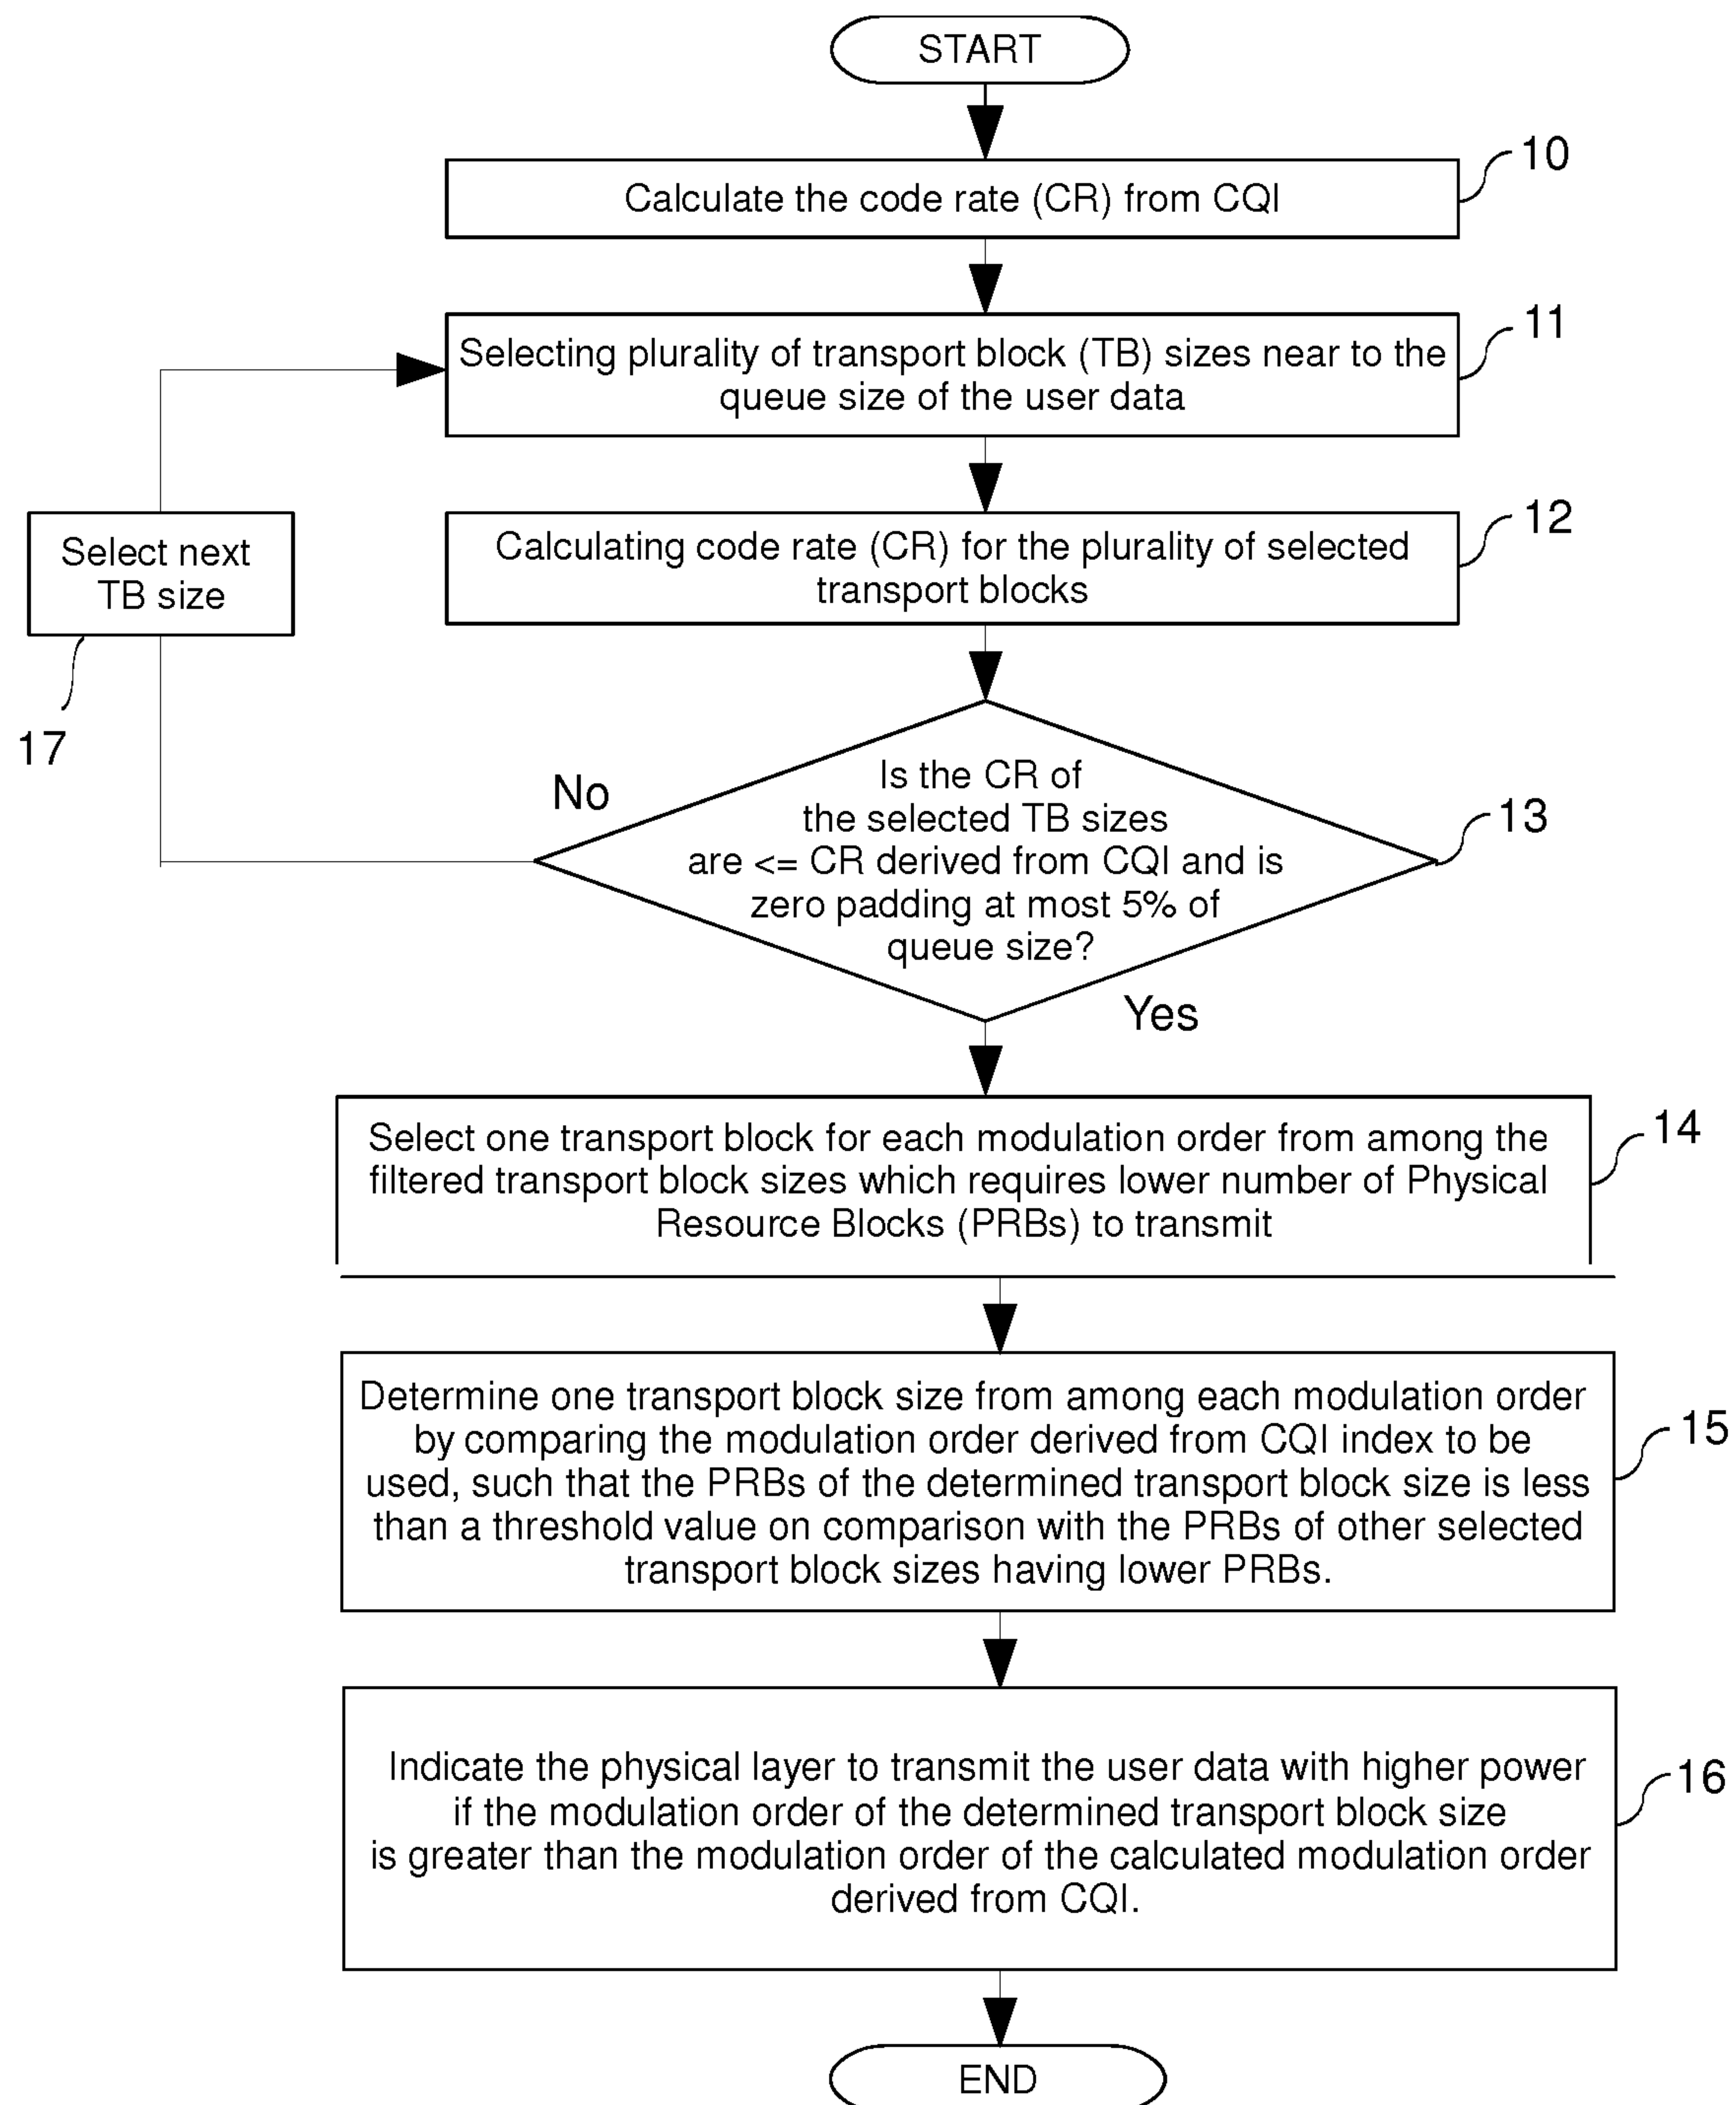 START
10
Calculate the code rate (CR) from CQI
11
Selecting plurality of transport block (TB) sizes near to the
queue size of the user data
12
Calculating code rate (CR) for the plurality of selected
transport blocks
Select next
TB size
17
No
Is the CR of
the selected TB sizes
are <= CR derived from CQI and is
zero padding at most 5% of
queue size?
13
Yes
Select one transport block for each modulation order from among the
filtered transport block sizes which requires lower number of Physical
Resource Blocks (PRBs) to transmit
14
Determine one transport block size from among each modulation order
by comparing the modulation order derived from CQI index to be
used, such that the PRBs of the determined transport block size is less
than a threshold value on comparison with the PRBs of other selected
transport block sizes having lower PRBs.
15
Indicate the physical layer to transmit the user data with higher power
if the modulation order of the determined transport block size
is greater than the modulation order of the calculated modulation order
derived from CQI.
16
END